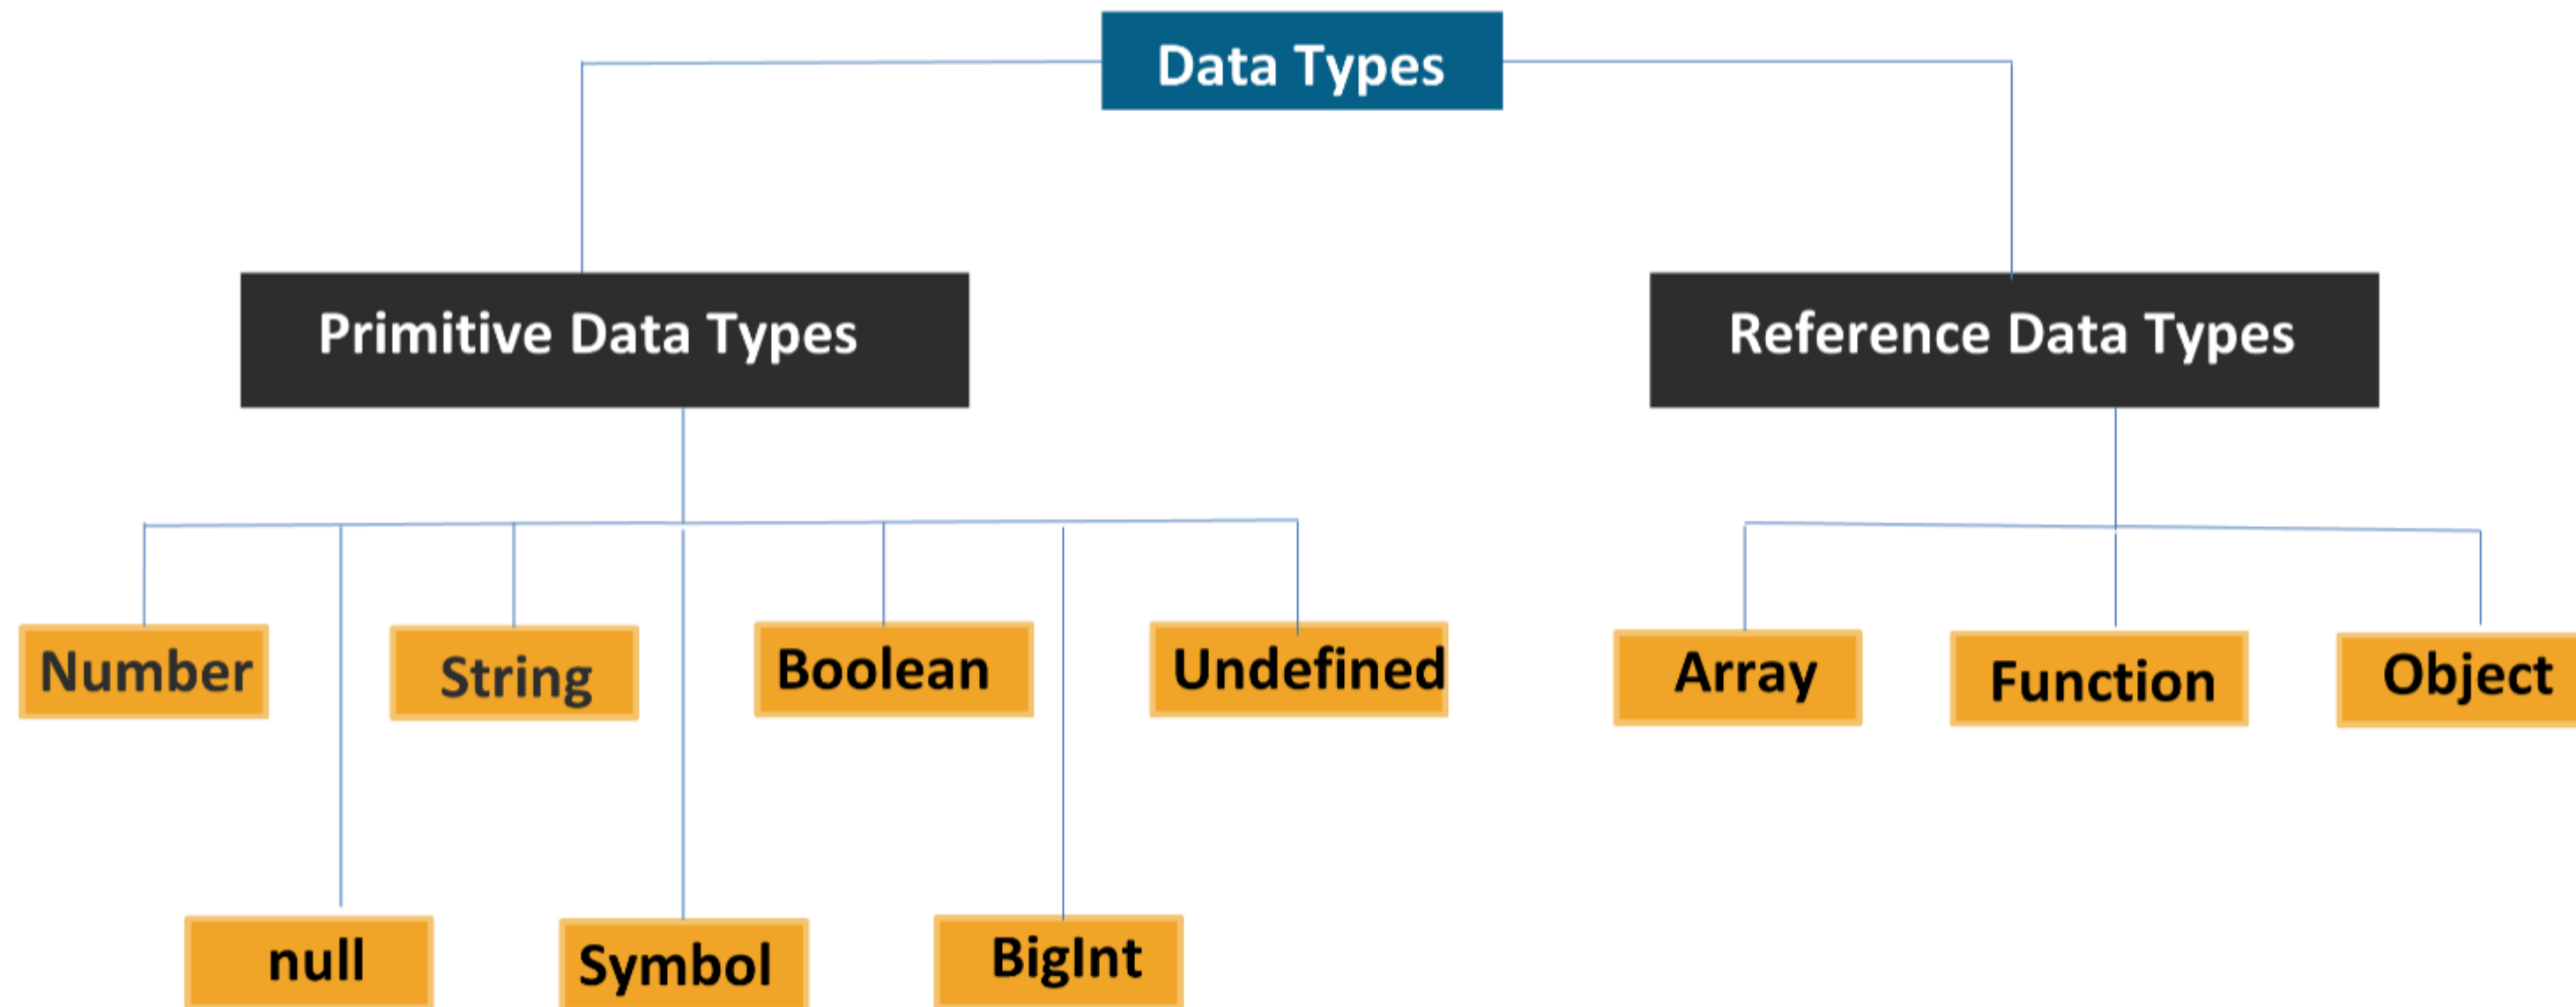 Data Types
Primitive Data Types
Reference Data Types
Number
String
Boolean
Undefined
Array
Function
Object
null
Symbol
BigInt